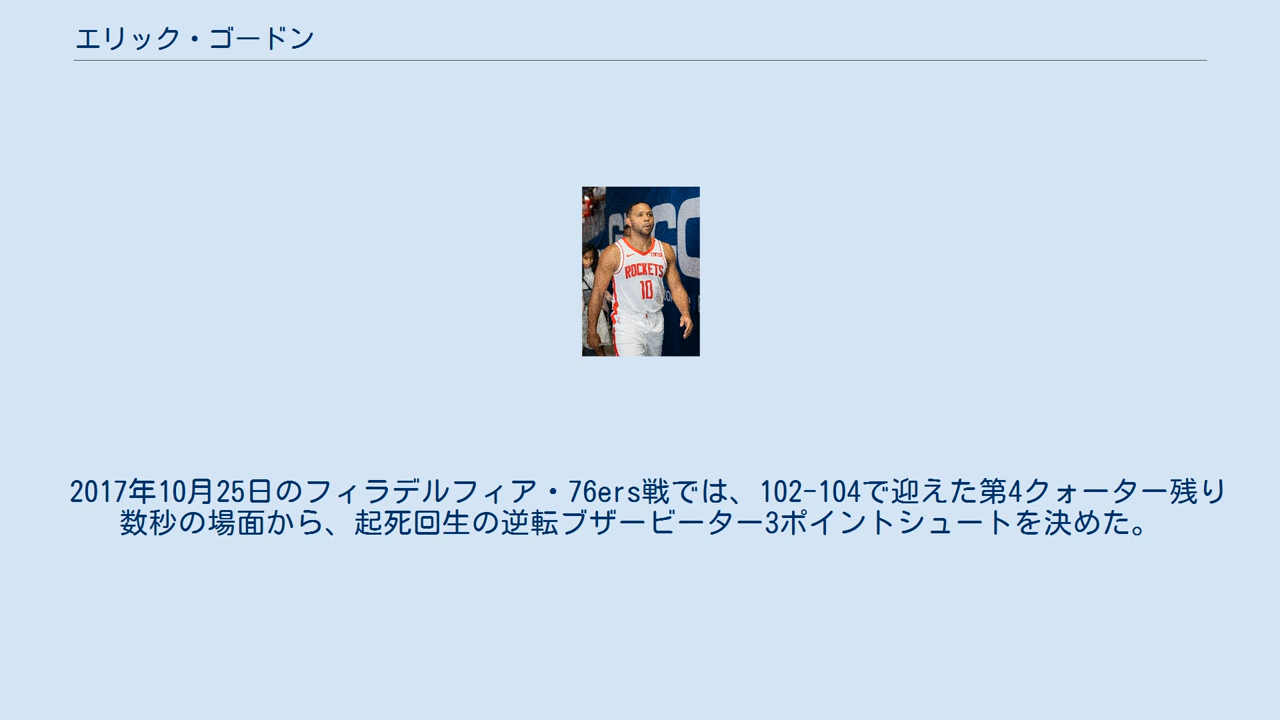 エリック・ゴードン
ROCKETS
10
2017年10月25日のフィラデルフィア・76ers戦では、102-104で迎えた第4クォーター残り
数秒の場面から、起死回生の逆転ブザービーター3ポイントシュートを決めた。